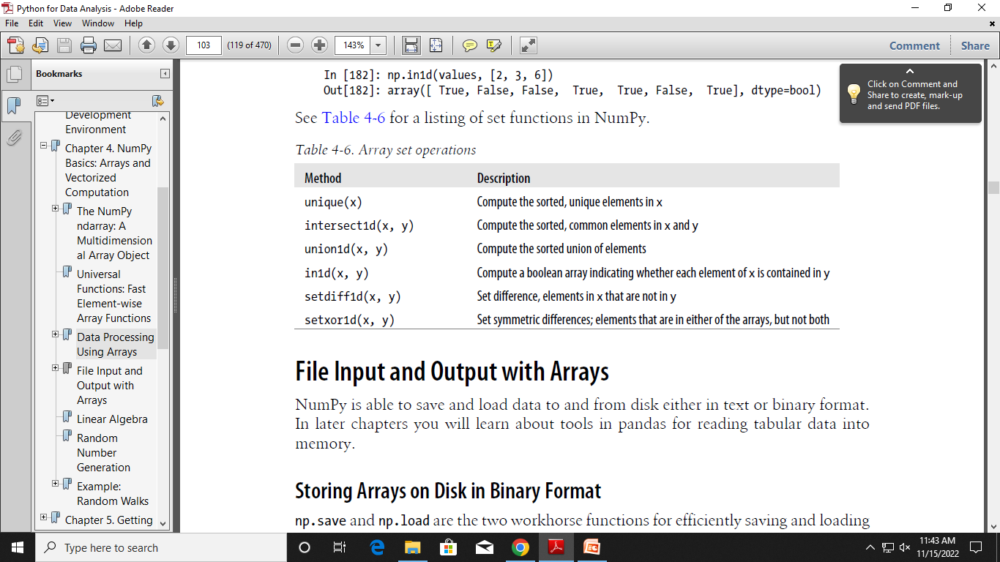 Python for Data Analysis - Adobe Reader
File Edit View Window Help
103 (119 of 470) 143% Comment Share
Bookmarks
Development
Environment
Chapter 4. NumPy
Basics: Arrays and
Vectorized
Computation
The NumPy
ndarray: A
Multidimension
al Array Object
Universal
Functions: Fast
Element-wise
Array Functions
Data Processing
Using Arrays
File Input and
Output with
Arrays
Linear Algebra
Random
Number
Generation
Example:
Random Walks
Chapter 5. Getting
In [182]: np.in1d(values, [2, 3, 6])
Out[182]: array([ True, False, False,  True,  True, False,  True], dtype=bool)
See Table 4-6 for a listing of set functions in NumPy.
Table 4-6. Array set operations
Method Description
unique(x) Compute the sorted, unique elements in x
intersect1d(x, y) Compute the sorted, common elements in x and y
union1d(x, y) Compute the sorted union of elements
in1d(x, y) Compute a boolean array indicating whether each element of x is contained in y
setdiff1d(x, y) Set difference, elements in x that are not in y
setxor1d(x, y) Set symmetric differences; elements that are in either of the arrays, but not both
File Input and Output with Arrays
NumPy is able to save and load data to and from disk either in text or binary format.
In later chapters you will learn about tools in pandas for reading tabular data into
memory.
Storing Arrays on Disk in Binary Format
np.save and np.load are the two workhorse functions for efficiently saving and loading
Click on Comment and
Share to create, mark-up
and send PDF files.
Type here to search
11:43 AM
11/15/2022